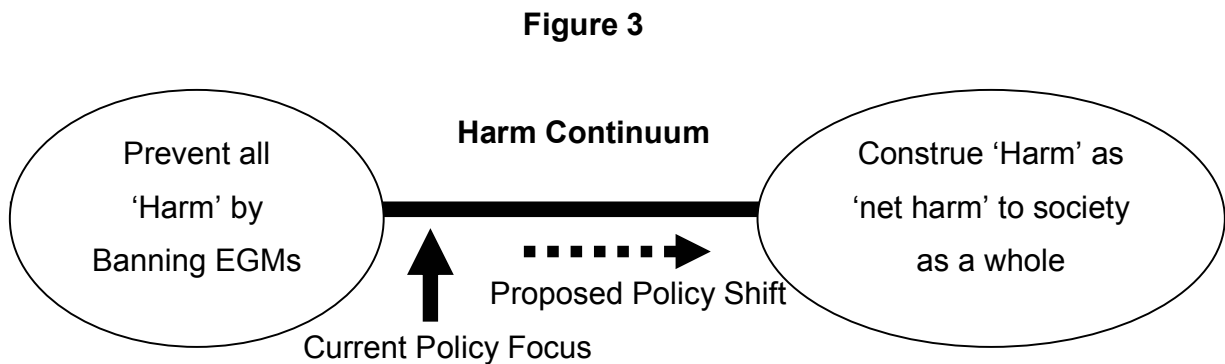 Figure 3
Harm Continuum
Prevent all
‘Harm’ by
Banning EGMs
Construe ‘Harm’ as
‘net harm’ to society
as a whole
Proposed Policy Shift
Current Policy Focus